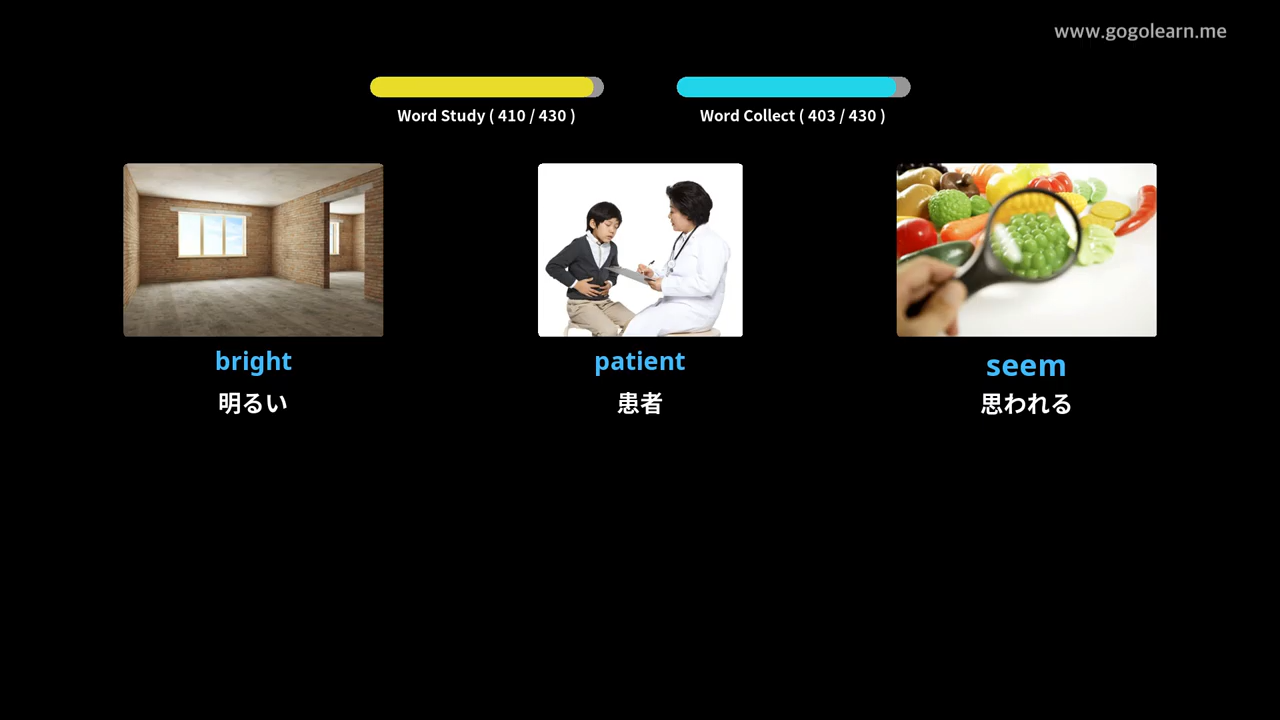 www.gogolearn.me
Word Study ( 410 / 430 )
Word Collect ( 403 / 430 )
bright
patient
seem
明るい
患者
思われる